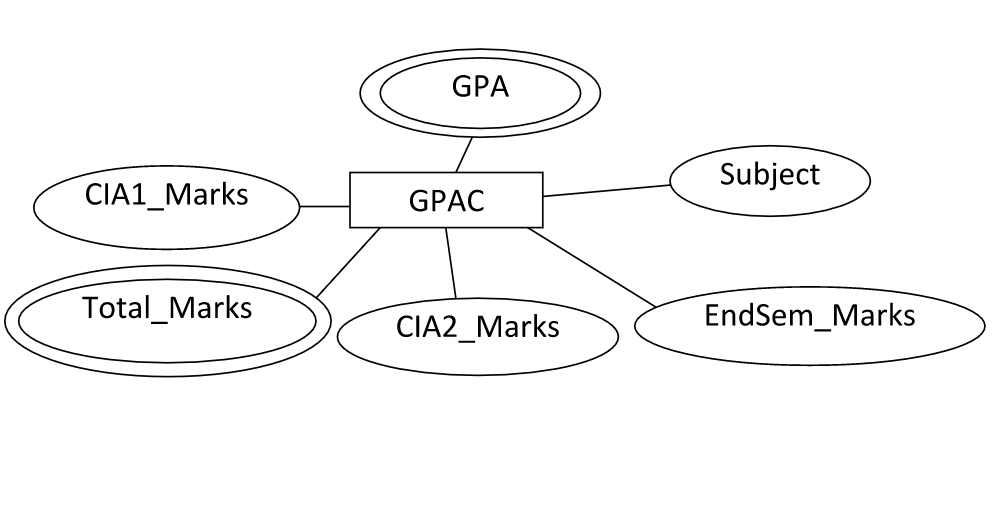 GPA
Subject
CIA1_Marks
GPAC
Total_Marks
CIA2_Marks
EndSem_Marks